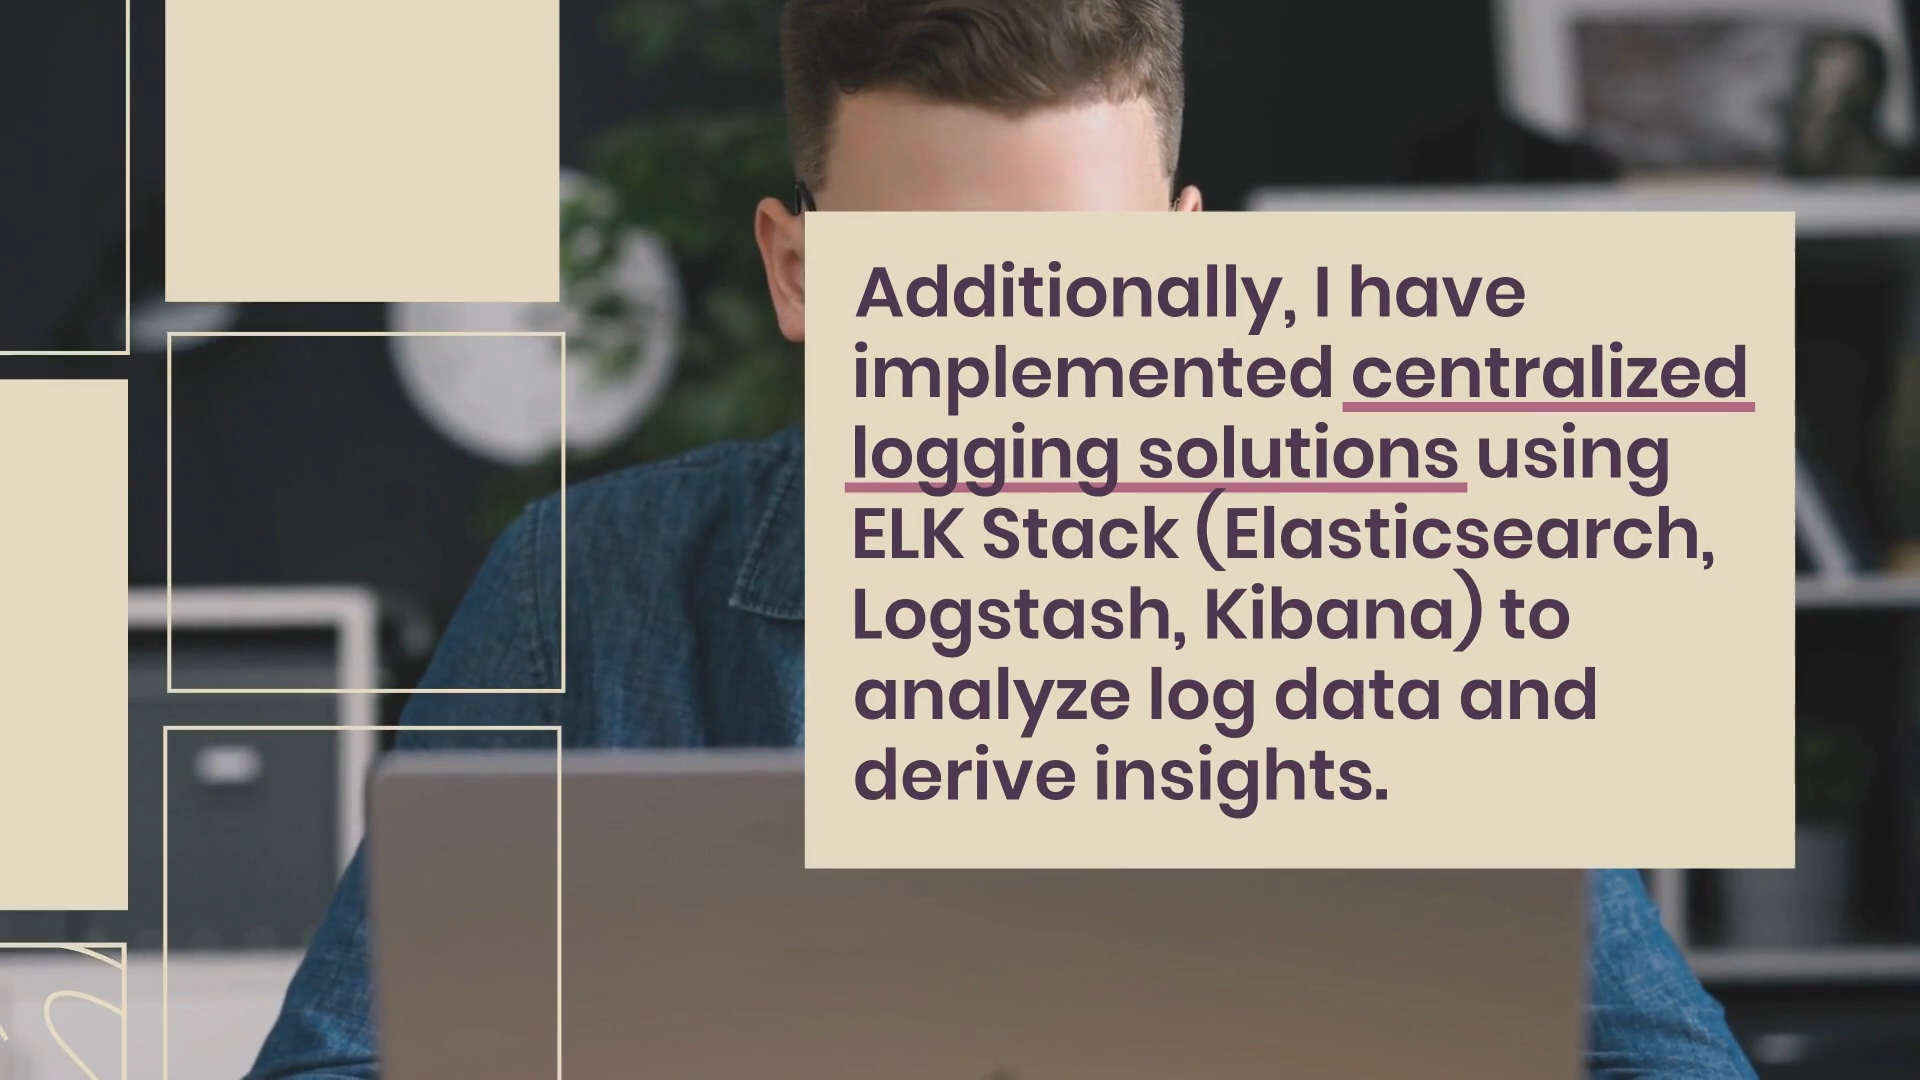 Additionally, I have
implemented centralized
logging solutions using
ELK Stack (Elasticsearch,
Logstash, Kibana) to
analyze log data and
derive insights.